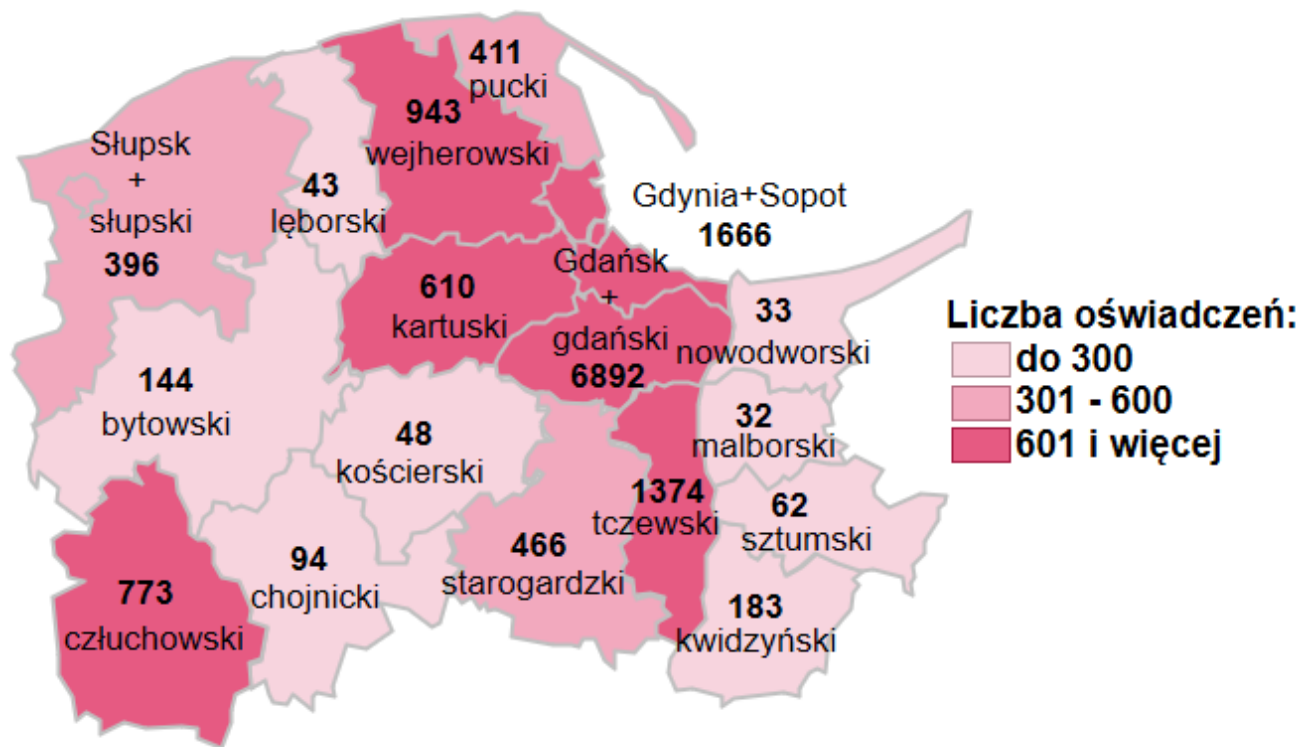 411
pucki
943
wejherowski
Słupsk
+
słupski
396
43
lęborski
Gdynia+Sopot
1666
610
kartuski
Gdańsk
+
gdański
6892
33
nowodworski
144
bytowski
48
kościerski
32
malborski
1374
tczewski
62
sztumski
466
starogardzki
94
chojnicki
773
człuchowski
183
kwidzyński
Liczba oświadczeń:
do 300
301 - 600
601 i więcej